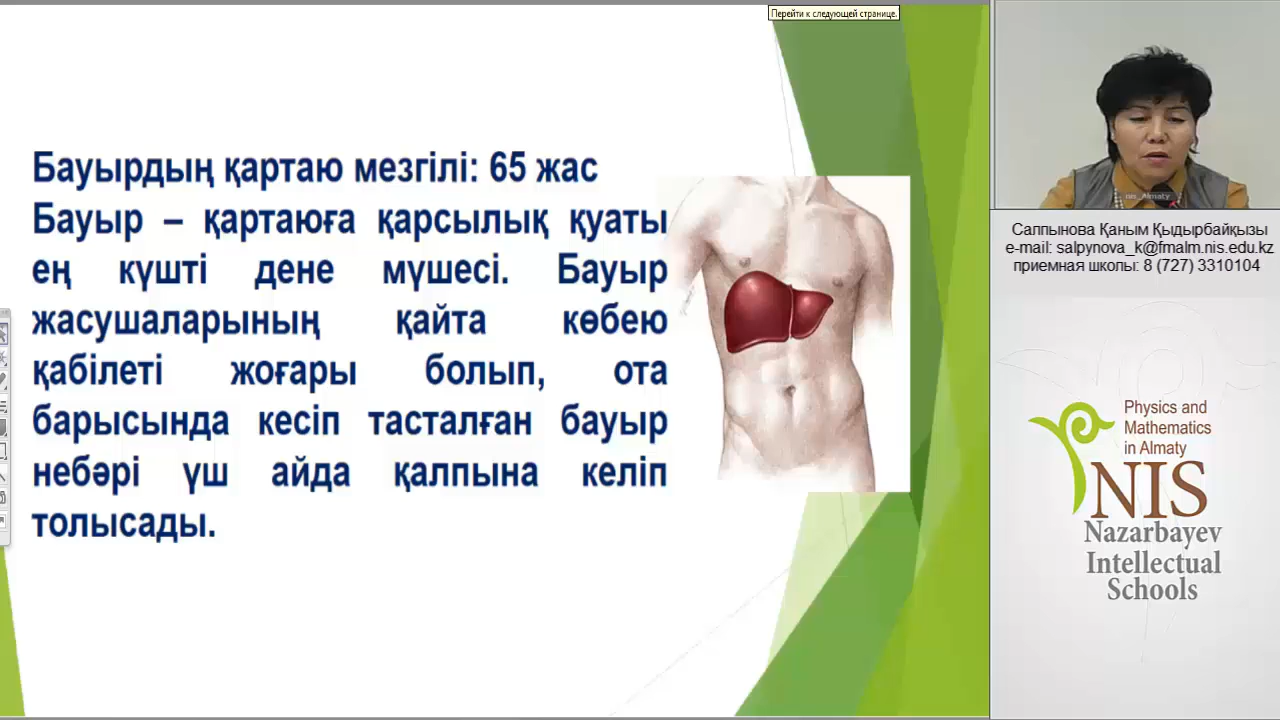 Перейти к следующей странице.
Бауырдың қартаю мезгілі: 65 жас
Бауыр – қартаюға қарсылық қуаты
ең күшті дене мүшесі. Бауыр
жасушаларының қайта көбею
қабілеті жоғары болып, ота
барысында кесіп тасталған бауыр
небәрі үш айда қалпына келіп
толысады.
nis_Almaty
Салпынова Қаным Қыдырбайқызы
e-mail: salpynova_k@fmalm.nis.edu.kz
приемная школы: 8 (727) 3310104
Physics and
Mathematics
in Almaty
NIS
Nazarbayev
Intellectual
Schools